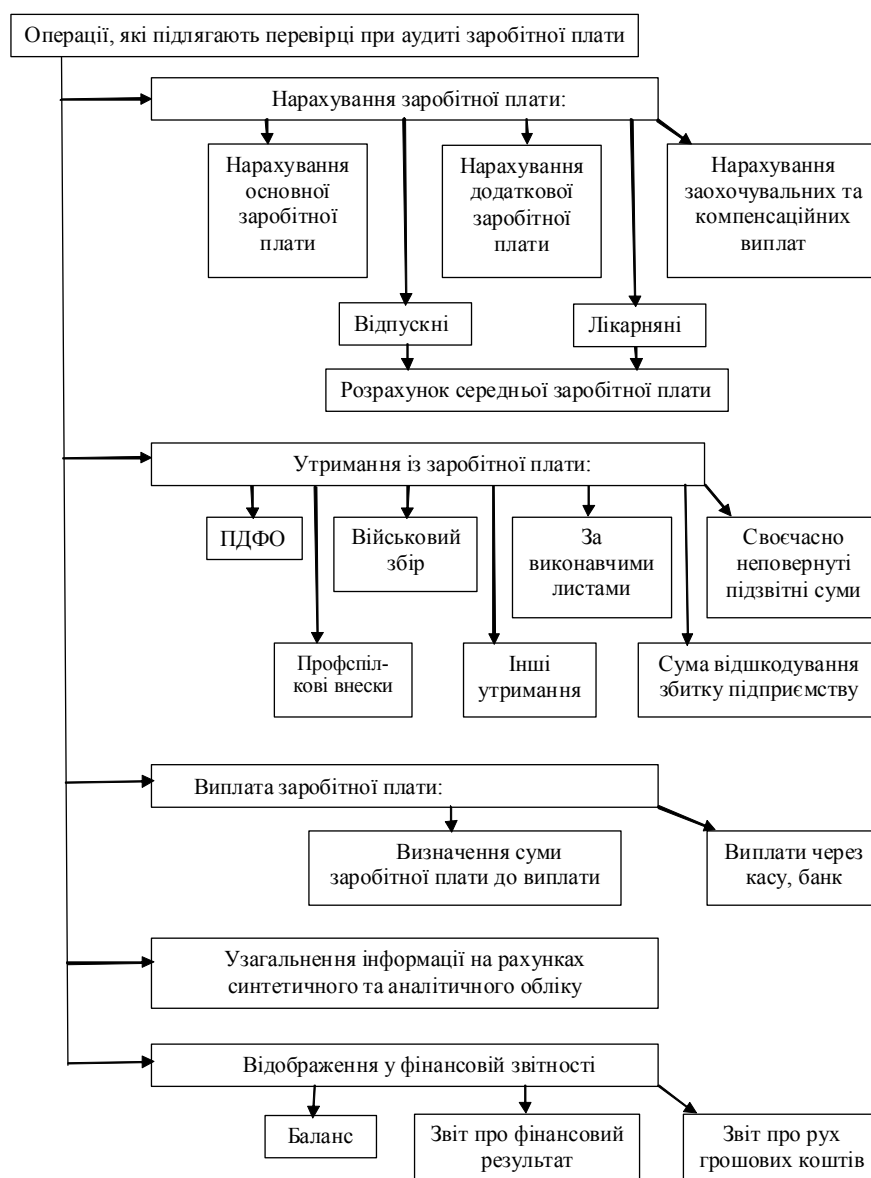 Операції, які підлягають перевірці при аудиті заробітної плати
Нарахування заробітної плати:
Нарахування
основної
заробітної
плати
Нарахування
додаткової
заробітної
плати
Нарахування
заохочувальних та
компенсаційних
виплат
Відпускні
Лікарняні
Розрахунок середньої заробітної плати
Утримання із заробітної плати:
ПДФО
Військовий
збір
За
виконавчими
листами
Своєчасно
неповернуті
підзвітні суми
Профспіл-
кові внески
Інші
утримання
Сума відшкодування
збитку підприємству
Виплата заробітної плати:
Визначення суми
заробітної плати до виплати
Виплати через
касу, банк
Узагальнення інформації на рахунках
синтетичного та аналітичного обліку
Відображення у фінансовій звітності
Баланс
Звіт про фінансовий
результат
Звіт про рух
грошових коштів